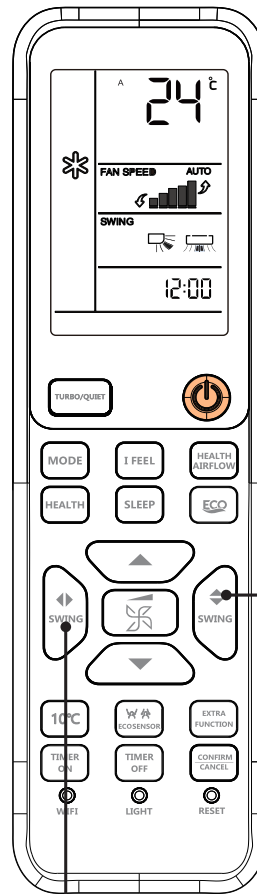 A 24 °c
FAN SPEED AUTO
SWING
12:00
TURBO/QUIET
MODE I FEEL HEALTH
AIRFLOW
HEALTH SLEEP ECO
SWING SWING
10°C ECOSENSOR EXTRA
FUNCTION
TIMER
ON TIMER
OFF CONFIRM
CANCEL
WIFI LIGHT RESET